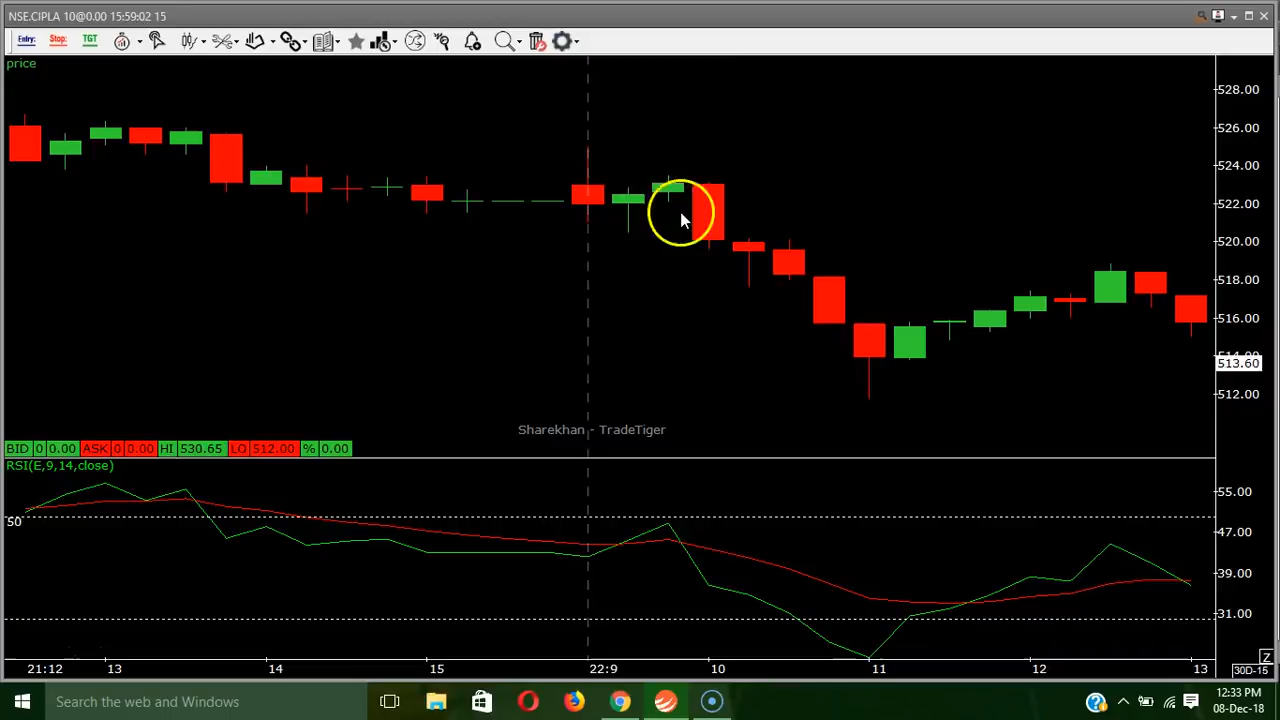 NSE.CIPLA 10@0.00 15:59:02 15
Entry: Stop: TGT
price
528.00
526.00
524.00
522.00
520.00
518.00
516.00
513.60
512.00
Sharekhan - TradeTiger
BID 0 0.00 ASK 0 0.00 HI 530.65 LO 512.00 % 0.00
RSI(E,9,14,close)
55.00
50
47.00
39.00
31.00
21:12 13 14 15 22:9 10 11 12 13
Z
30D-15
Search the web and Windows
12:33 PM
08-Dec-18